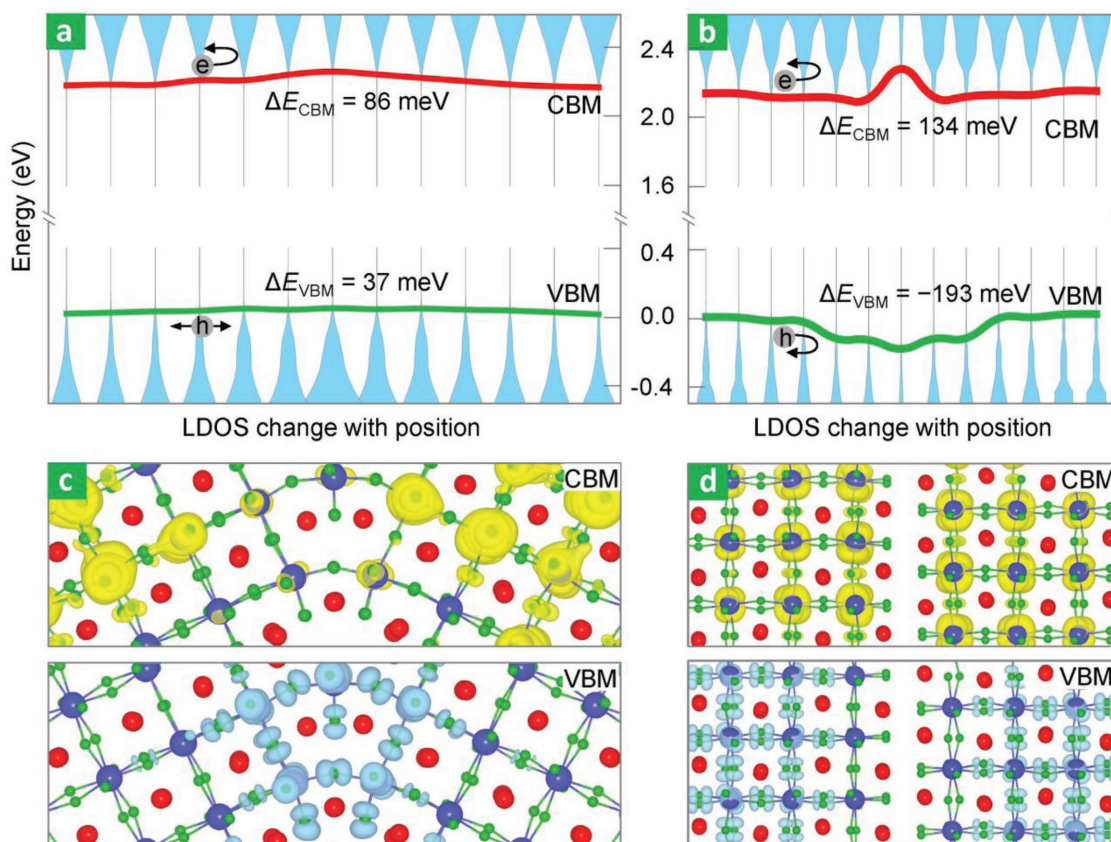 a
e
ΔE_CBM = 86 meV
CBM
ΔE_VBM = 37 meV
VBM
h
Energy (eV)
LDOS change with position
2.4
2.0
1.6
0.4
0.0
-0.4
b
e
ΔE_CBM = 134 meV
CBM
ΔE_VBM = −193 meV
VBM
h
LDOS change with position
c
CBM
VBM
d
CBM
VBM